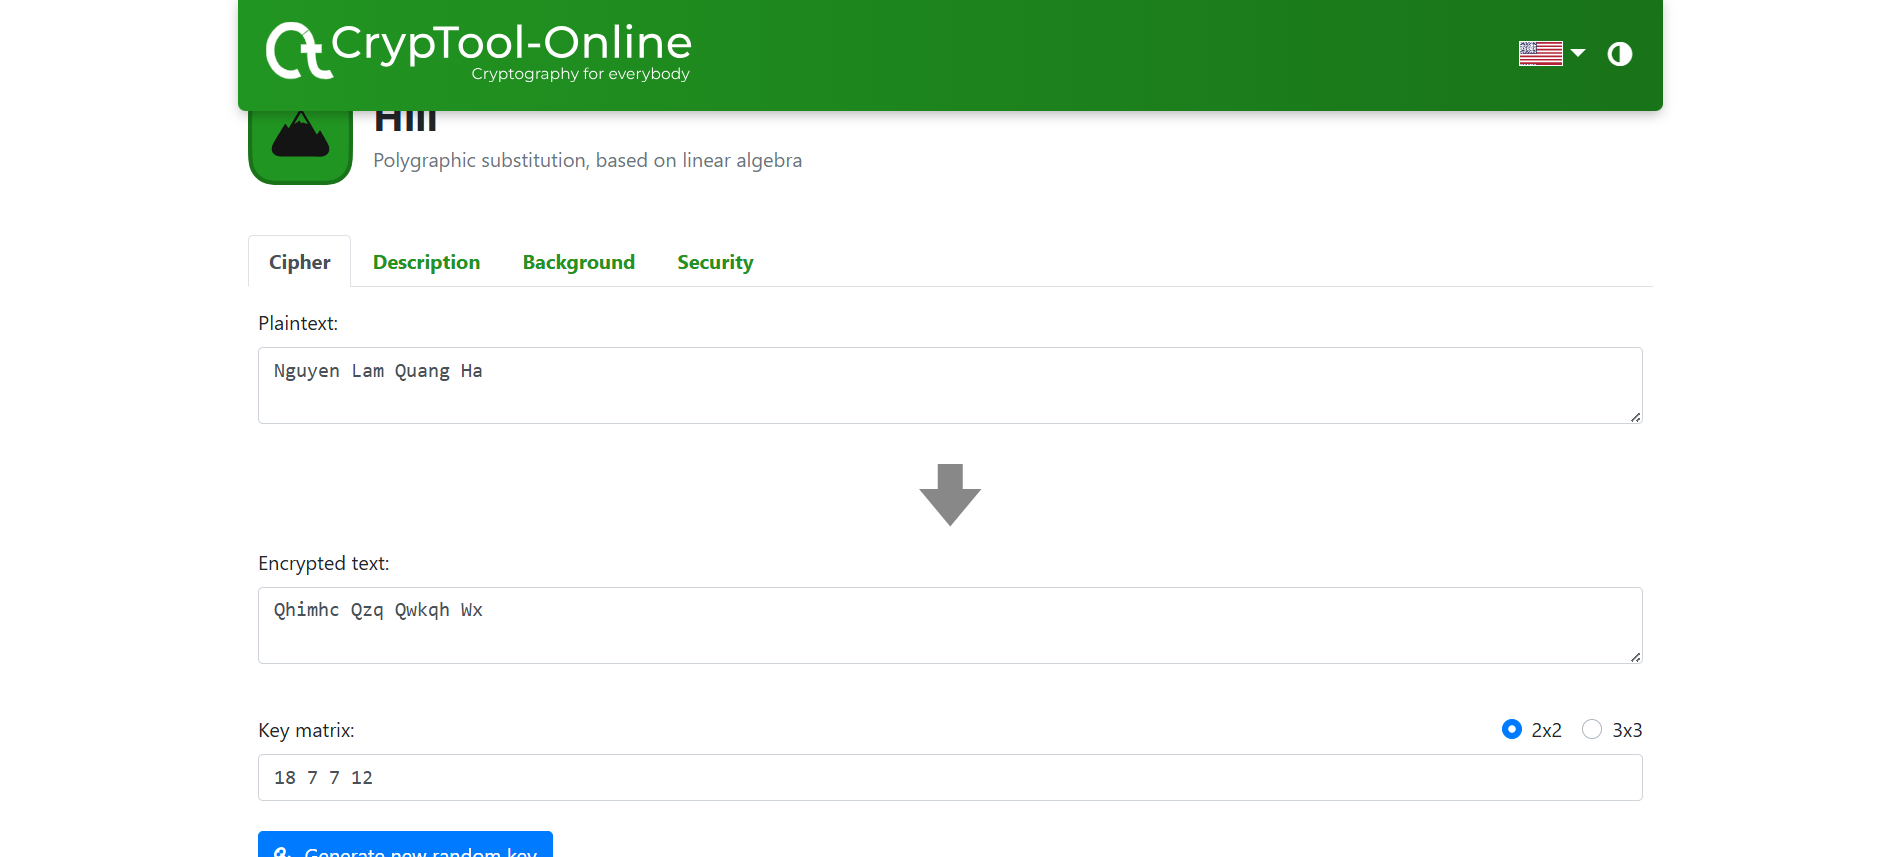 CrypTool-Online
Cryptography for everybody
Hill
Polygraphic substitution, based on linear algebra
Cipher Description Background Security
Plaintext:
Nguyen Lam Quang Ha
Encrypted text:
Qhimhc Qzq Qwkqh Wx
Key matrix: 2x2 3x3
18 7 7 12
Generate new random key